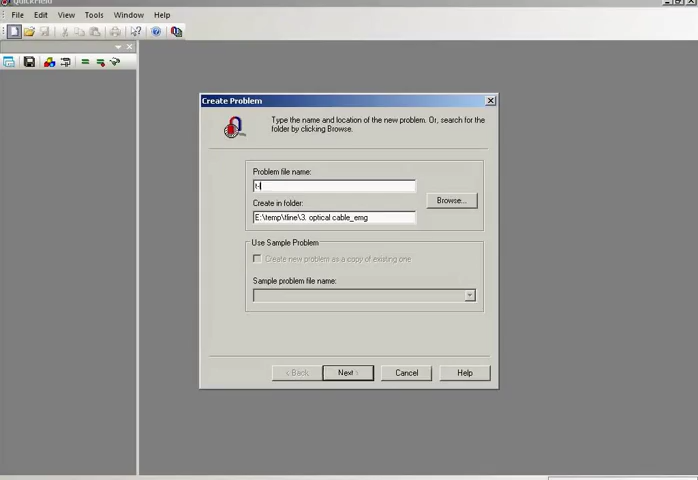 QuickField
File Edit View Tools Window Help
Create Problem
Type the name and location of the new problem. Or, search for the
folder by clicking Browse.
Problem file name:
Create in folder:
Browse...
E:\temp\tline\3. optical cable_emg
Use Sample Problem
Create new problem as a copy of existing one
Sample problem file name:
< Back Next > Cancel Help